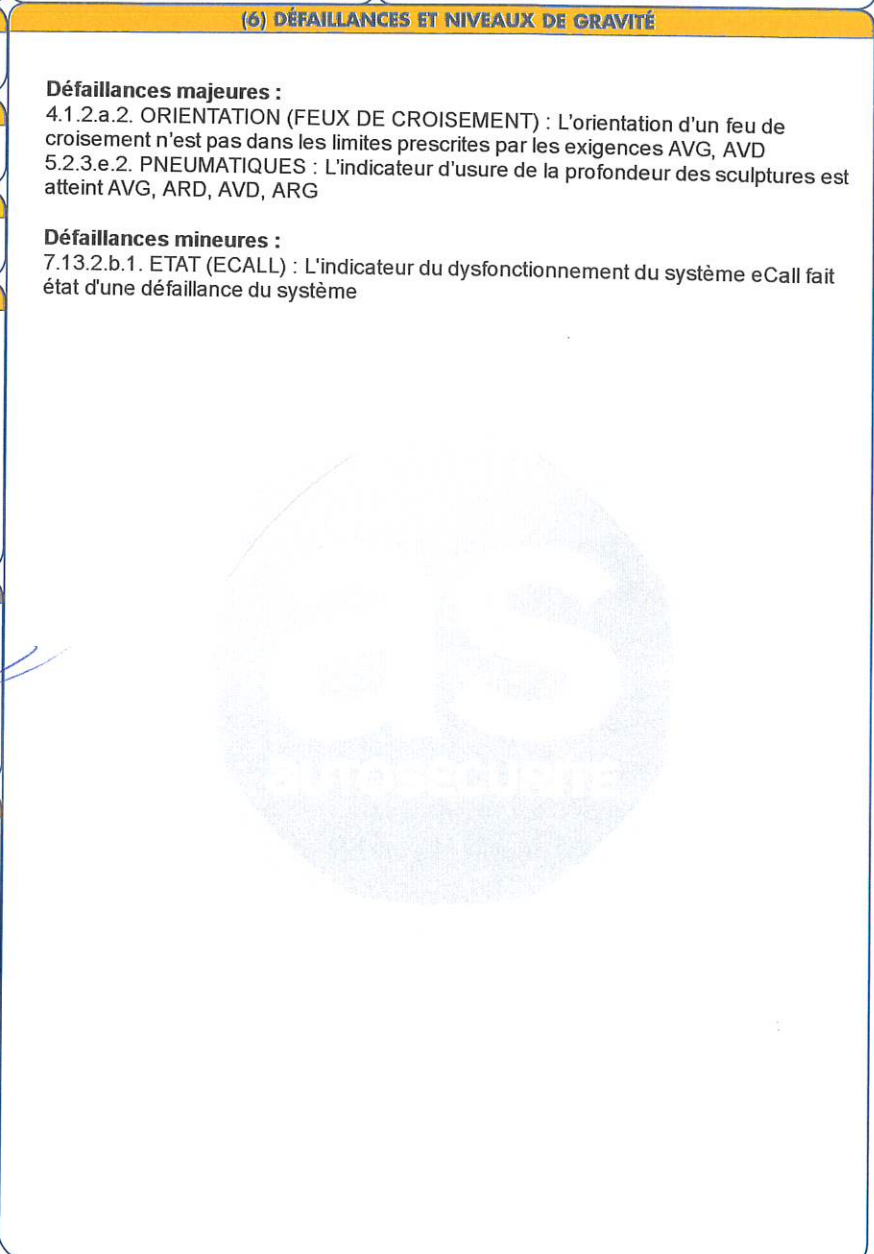 (6) DÉFAILLANCES ET NIVEAUX DE GRAVITÉ
Défaillances majeures :
4.1.2.a.2. ORIENTATION (FEUX DE CROISEMENT) : L'orientation d'un feu de
croisement n'est pas dans les limites prescrites par les exigences AVG, AVD
5.2.3.e.2. PNEUMATIQUES : L'indicateur d'usure de la profondeur des sculptures est
atteint AVG, ARD, AVD, ARG
Défaillances mineures :
7.13.2.b.1. ETAT (ECALL) : L'indicateur du dysfonctionnement du système eCall fait
état d'une défaillance du système
as
AUTOSECURITE